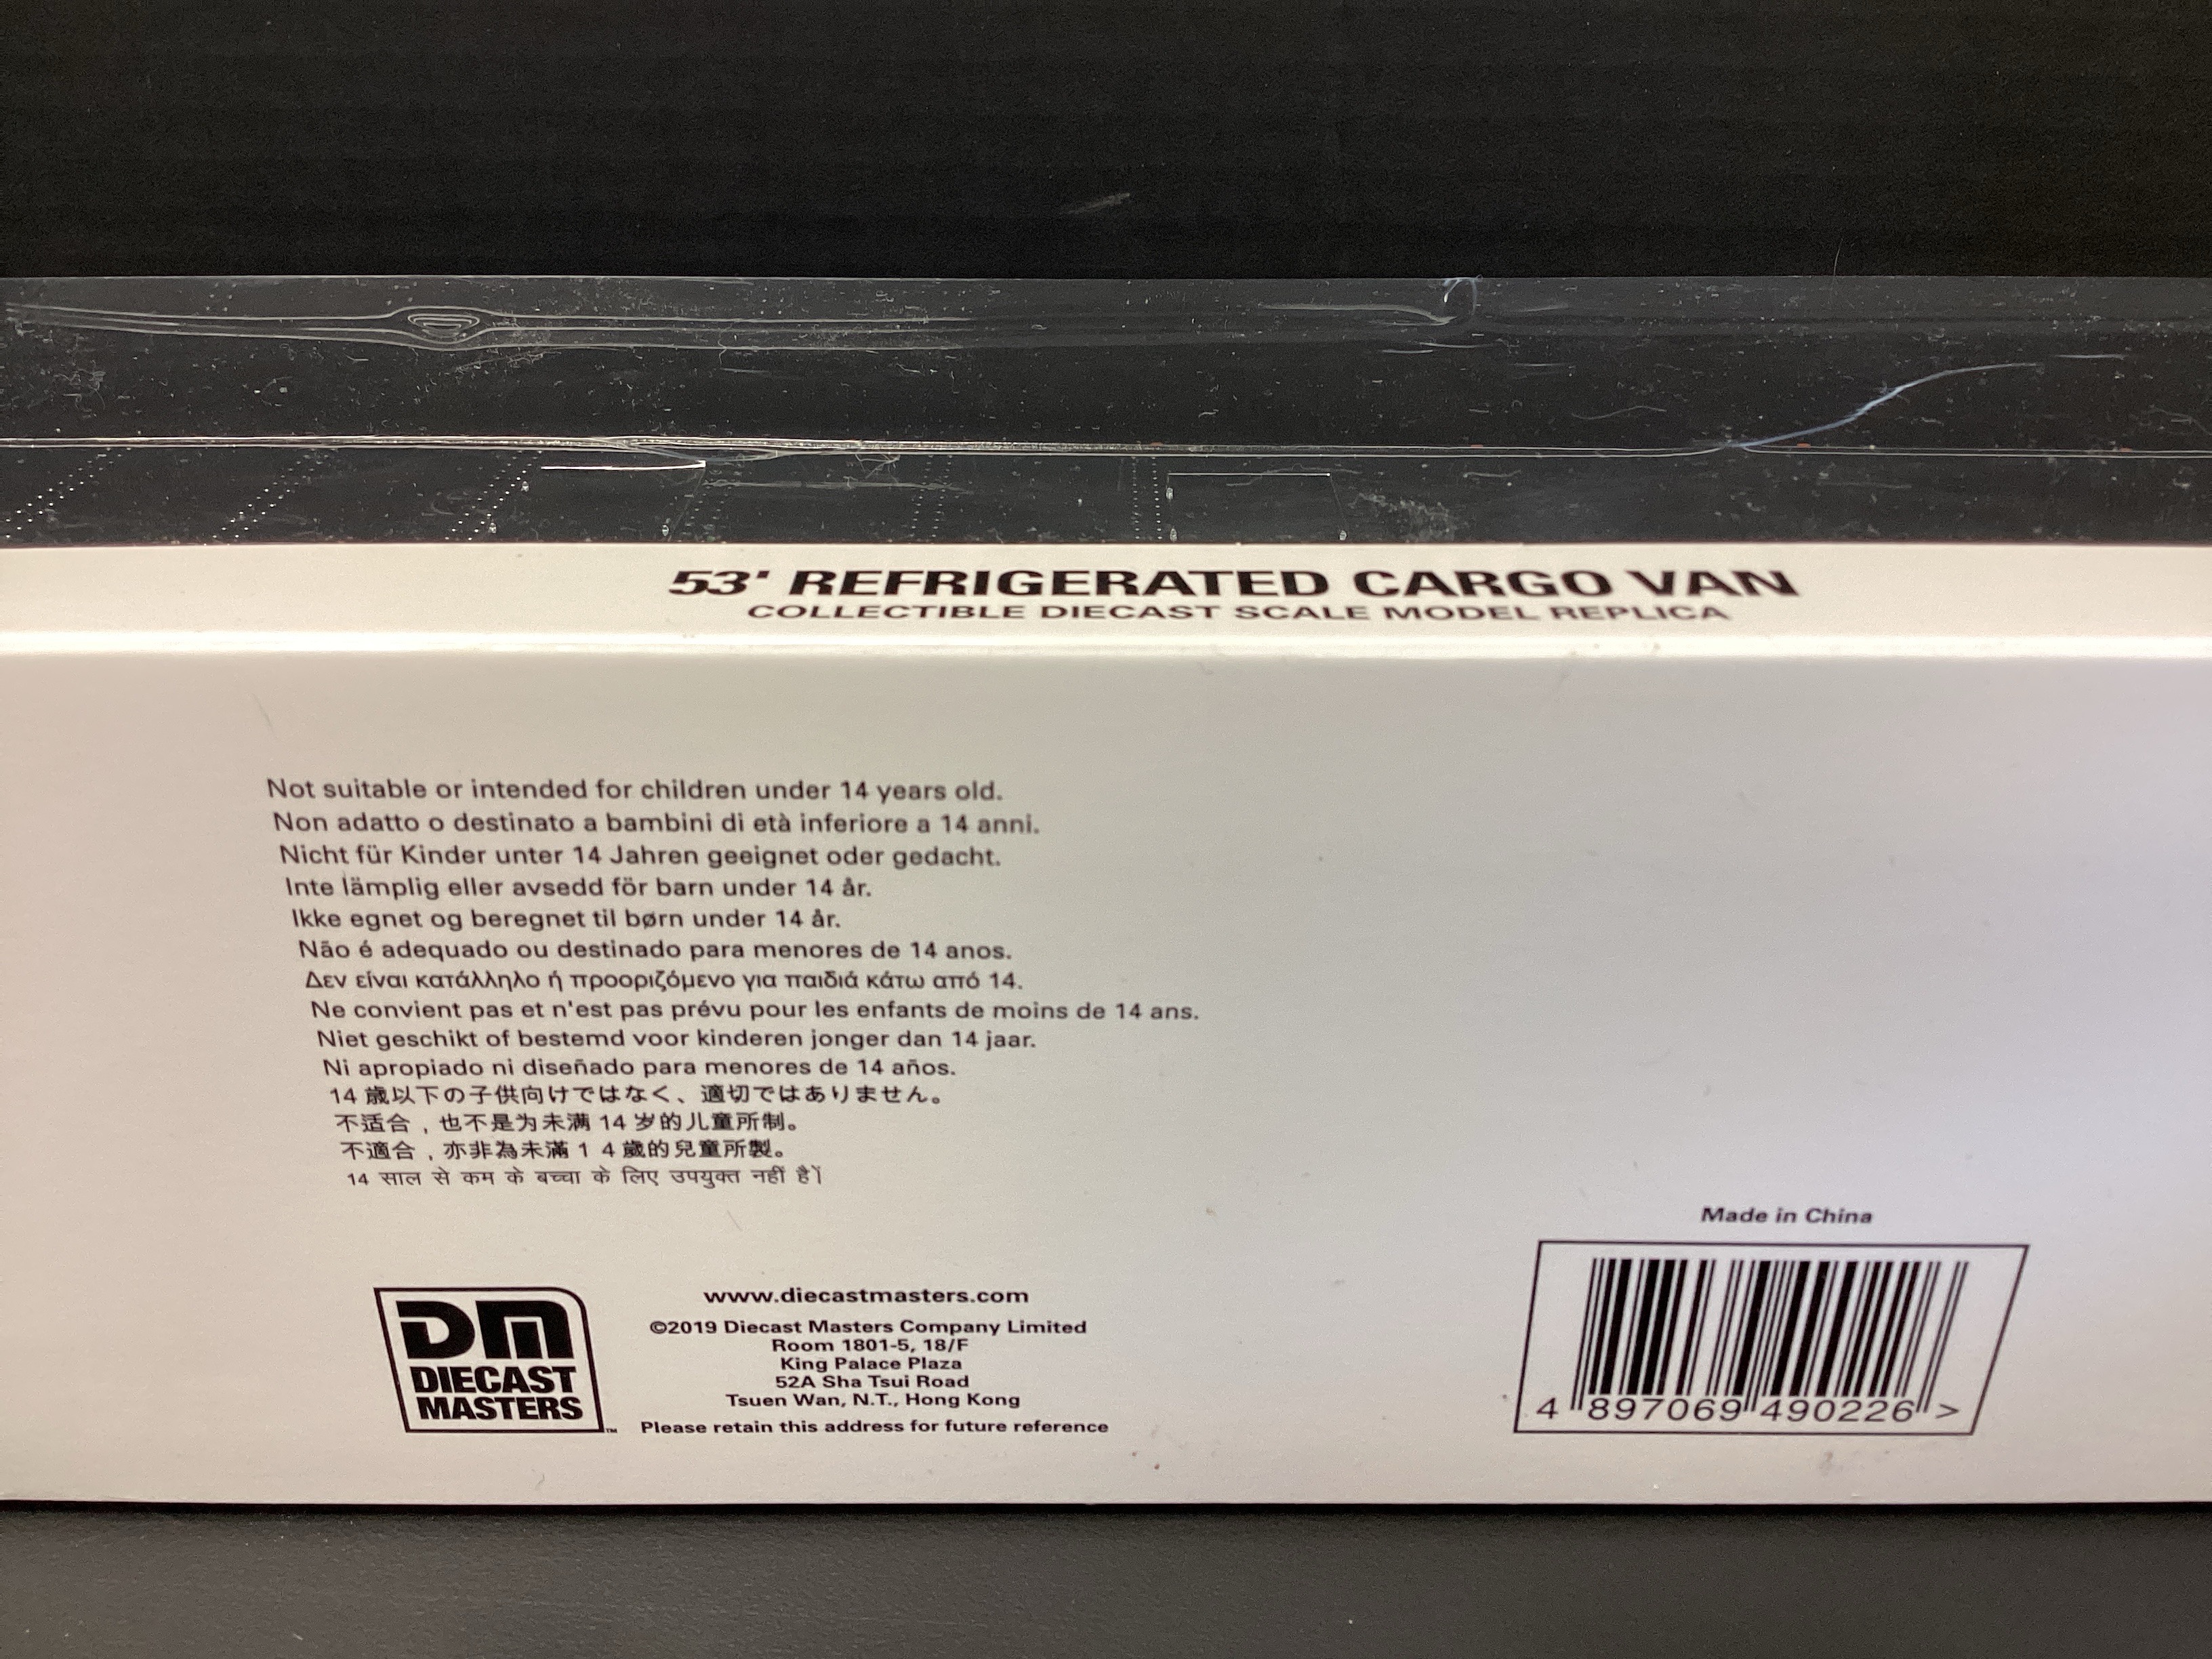 53' REFRIGERATED CARGO VAN
COLLECTIBLE DIECAST SCALE MODEL REPLICA
Not suitable or intended for children under 14 years old.
Non adatto o destinato a bambini di età inferiore a 14 anni.
Nicht für Kinder unter 14 Jahren geeignet oder gedacht.
Inte lämplig eller avsedd för barn under 14 år.
Ikke egnet og beregnet til børn under 14 år.
Não é adequado ou destinado para menores de 14 anos.
Δεν είναι κατάλληλο ή προοριζόμενο για παιδιά κάτω από 14.
Ne convient pas et n'est pas prévu pour les enfants de moins de 14 ans.
Niet geschikt of bestemd voor kinderen jonger dan 14 jaar.
Ni apropiado ni diseñado para menores de 14 años.
14 歳以下の子供向けではなく、適切ではありません。
不适合，也不是为未满 14 岁的儿童所制。
不適合，亦非為未滿 1 4 歲的兒童所製。
14 साल से कम के बच्चा के लिए उपयुक्त नहीं है।
DM
DIECAST
MASTERS
™
www.diecastmasters.com
©2019 Diecast Masters Company Limited
Room 1801-5, 18/F
King Palace Plaza
52A Sha Tsui Road
Tsuen Wan, N.T., Hong Kong
Please retain this address for future reference
Made in China
4 897069 490226 >